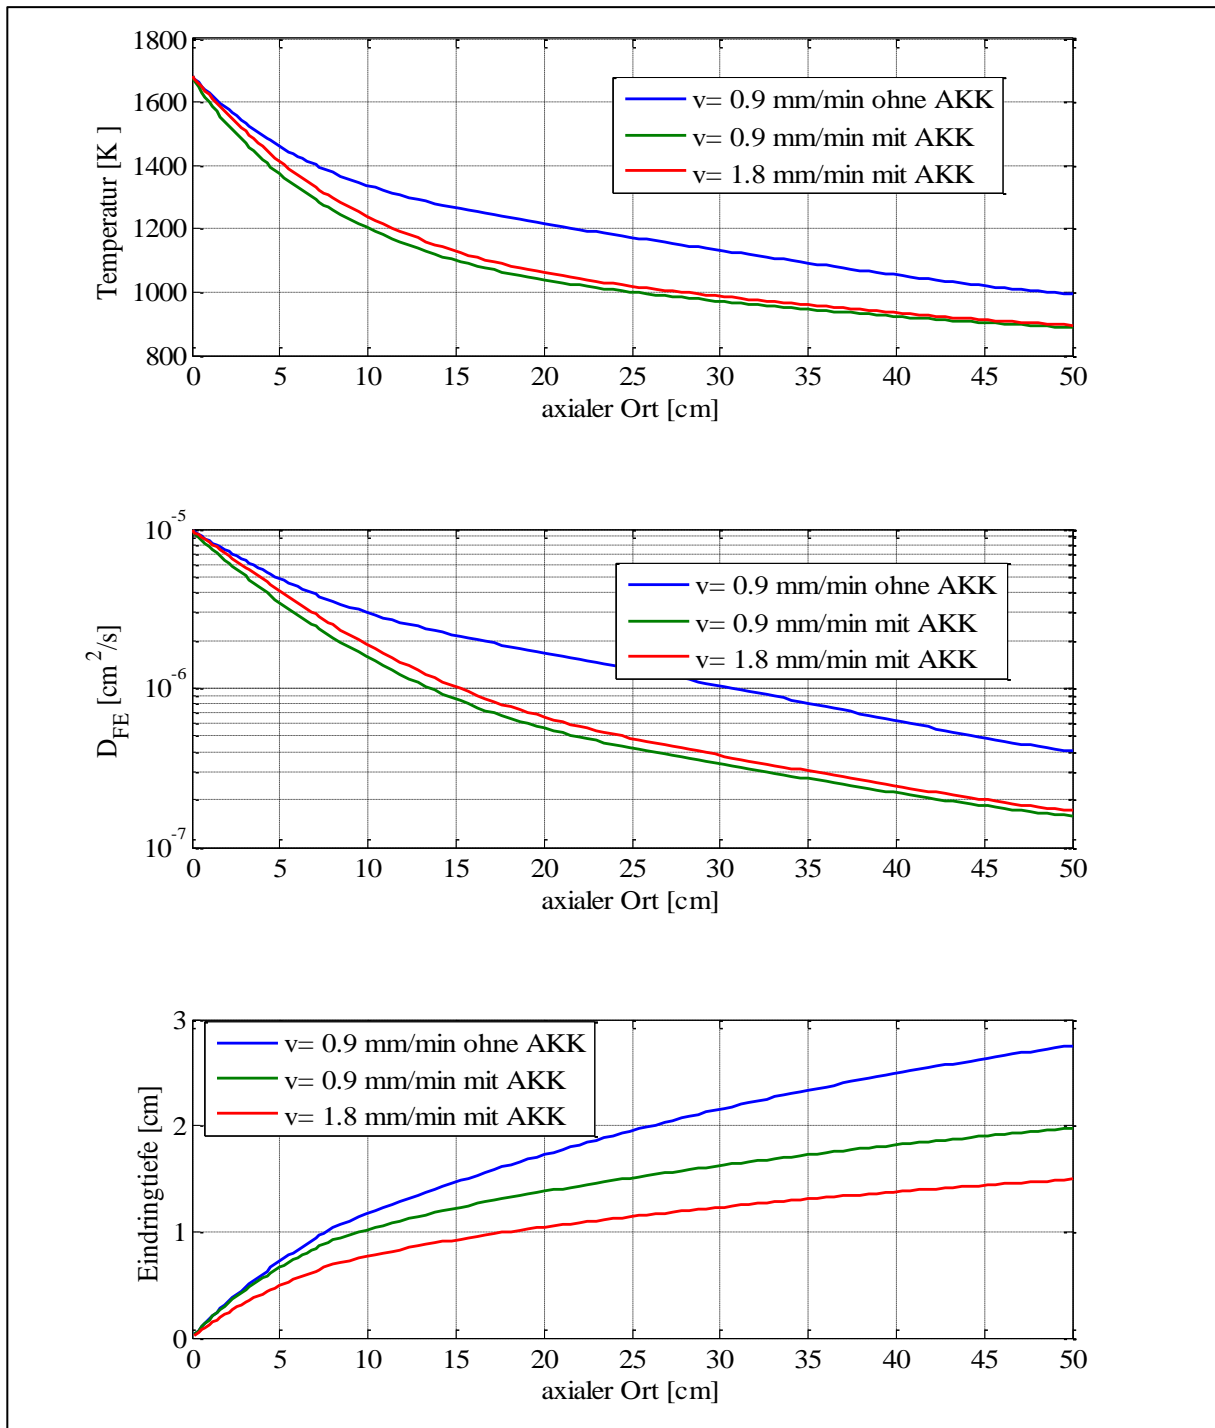 1800
1600
1400
1200
1000
800
Temperatur [K ]
v= 0.9 mm/min ohne AKK
v= 0.9 mm/min mit AKK
v= 1.8 mm/min mit AKK
0 5 10 15 20 25 30 35 40 45 50
axialer Ort [cm]
10^-5
10^-6
10^-7
D_FE [cm^2/s]
v= 0.9 mm/min ohne AKK
v= 0.9 mm/min mit AKK
v= 1.8 mm/min mit AKK
0 5 10 15 20 25 30 35 40 45 50
axialer Ort [cm]
3
2
1
0
Eindringtiefe [cm]
v= 0.9 mm/min ohne AKK
v= 0.9 mm/min mit AKK
v= 1.8 mm/min mit AKK
0 5 10 15 20 25 30 35 40 45 50
axialer Ort [cm]